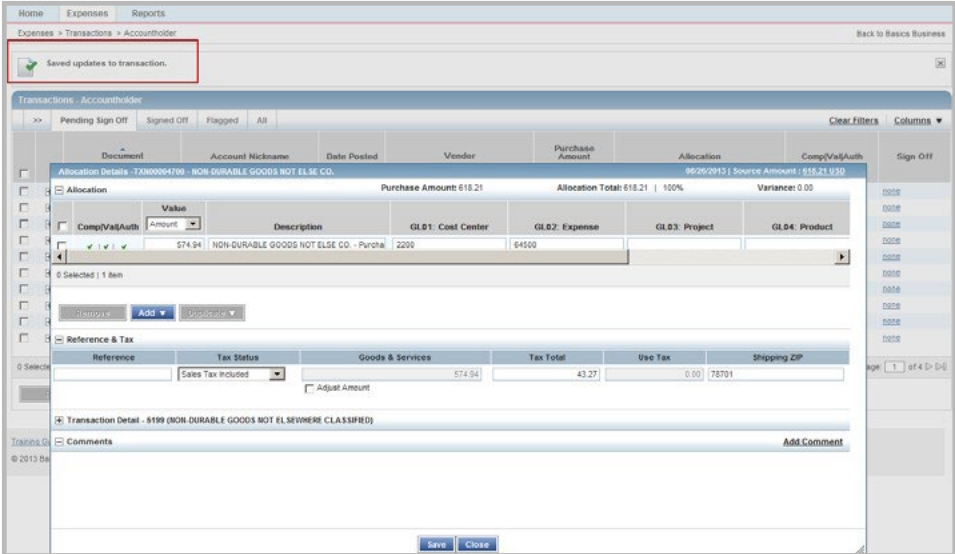 Home Expenses Reports
Expenses > Transactions > Accountholder Back to Basics Business
Saved updates to transaction.
Transactions - Accountholder
>> Pending Sign Off Signed Off Flagged All Clear Filters Columns ▼
Document Account Nickname Date Posted Vendor Purchase Amount Allocation Comp|Val|Auth Sign Off
Allocation Details -TXN00004700 - NON-DURABLE GOODS NOT ELSE CO. 08/26/2013 | Source Amount : 618.21 USD
Allocation Purchase Amount: 618.21 Allocation Total: 618.21 | 100% Variance: 0.00
none
Value
none
Comp|Val|Auth Amount Description GL01: Cost Center GL02: Expense GL03: Project GL04: Product
none
574.94 NON-DURABLE GOODS NOT ELSE CO. - Purcha 2200 64500
none
none
0 Selected | 1 item
none
none
Remove Add ▼ Duplicate ▼
none
none
Reference & Tax
none
Reference Tax Status Goods & Services Tax Total Use Tax Shipping ZIP
0 Selecte Sales Tax Included 574.94 43.27 0.00 78701
age: 1 of 4
Adjust Amount
Transaction Detail - 5199 (NON-DURABLE GOODS NOT ELSEWHERE CLASSIFIED)
Training Comments Add Comment
© 2013 Ba
Save Close